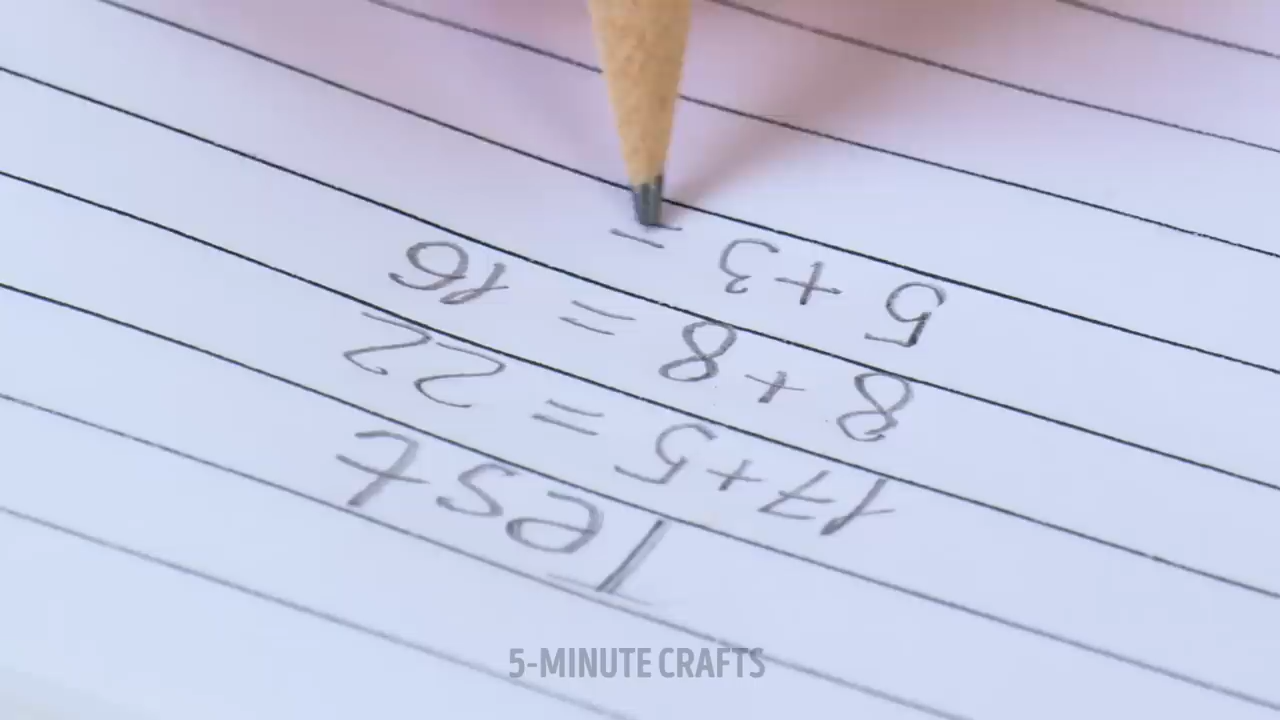 Test
17+5 = 22
8+8 = 16
5+3 =
5-MINUTE CRAFTS